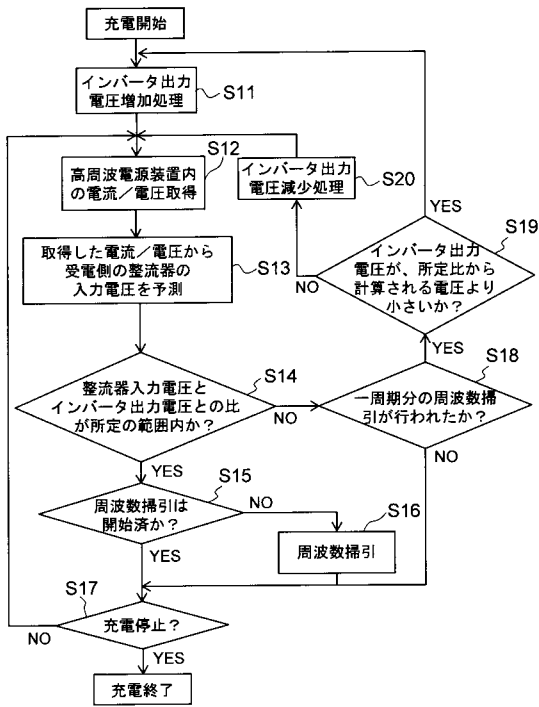 充電開始
インバータ出力
電圧増加処理
S11
S12
高周波電源装置内
の電流／電圧取得
インバータ出力
電圧減少処理
S20
取得した電流／電圧から
受電側の整流器の
入力電圧を予測
S13
YES
S19
インバータ出力
電圧が、所定比から
計算される電圧より
小さいか？
NO
S14
整流器入力電圧と
インバータ出力電圧との比
が所定の範囲内か？
NO
YES
YES
S18
一周期分の周波数掃
引が行われたか？
NO
S15
周波数掃引は
開始済か？
NO
YES
S16
周波数掃引
S17
充電停止？
NO
YES
充電終了